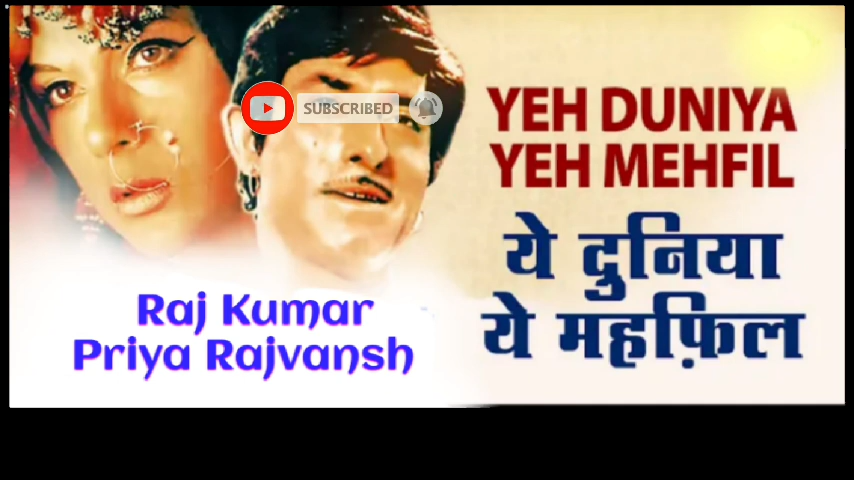 SUBSCRIBED
YEH DUNIYA
YEH MEHFIL
ये दुनिया
ये महफ़िल
Raj Kumar
Priya Rajvansh